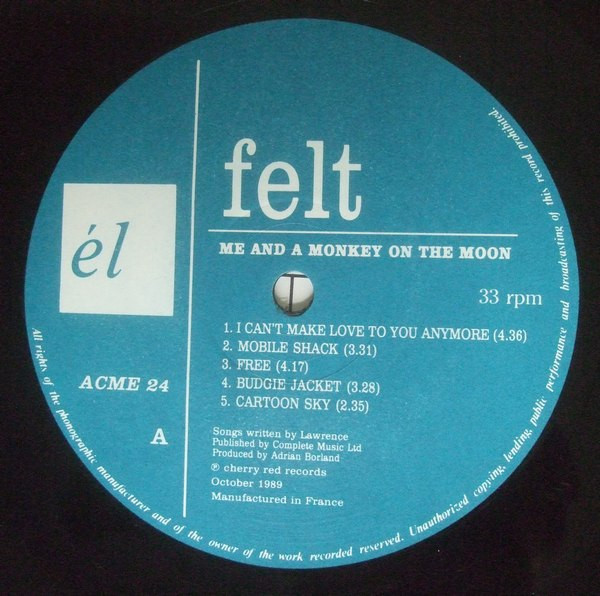 felt
ME AND A MONKEY ON THE MOON
él
33 rpm
1. I CAN'T MAKE LOVE TO YOU ANYMORE (4.36)
2. MOBILE SHACK (3.31)
3. FREE (4.17)
4. BUDGIE JACKET (3.28)
5. CARTOON SKY (2.35)
ACME 24
A
Songs written by Lawrence
Published by Complete Music Ltd
Produced by Adrian Borland
℗ cherry red records
October 1989
Manufactured in France
All rights of the phonographic manufacturer and of the owner of the work recorded reserved. Unauthorized copying, lending, public performance and broadcasting of this record prohibited.